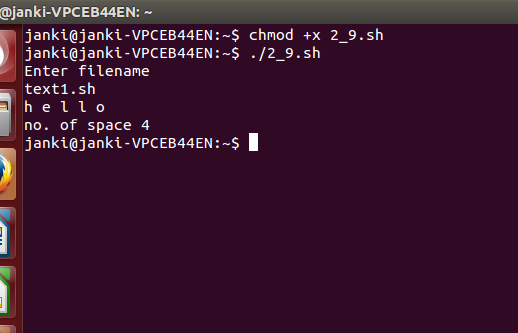 @janki-VPCEB44EN: ~
janki@janki-VPCEB44EN:~$ chmod +x 2_9.sh
janki@janki-VPCEB44EN:~$ ./2_9.sh
Enter filename
text1.sh
h e l l o
no. of space 4
janki@janki-VPCEB44EN:~$